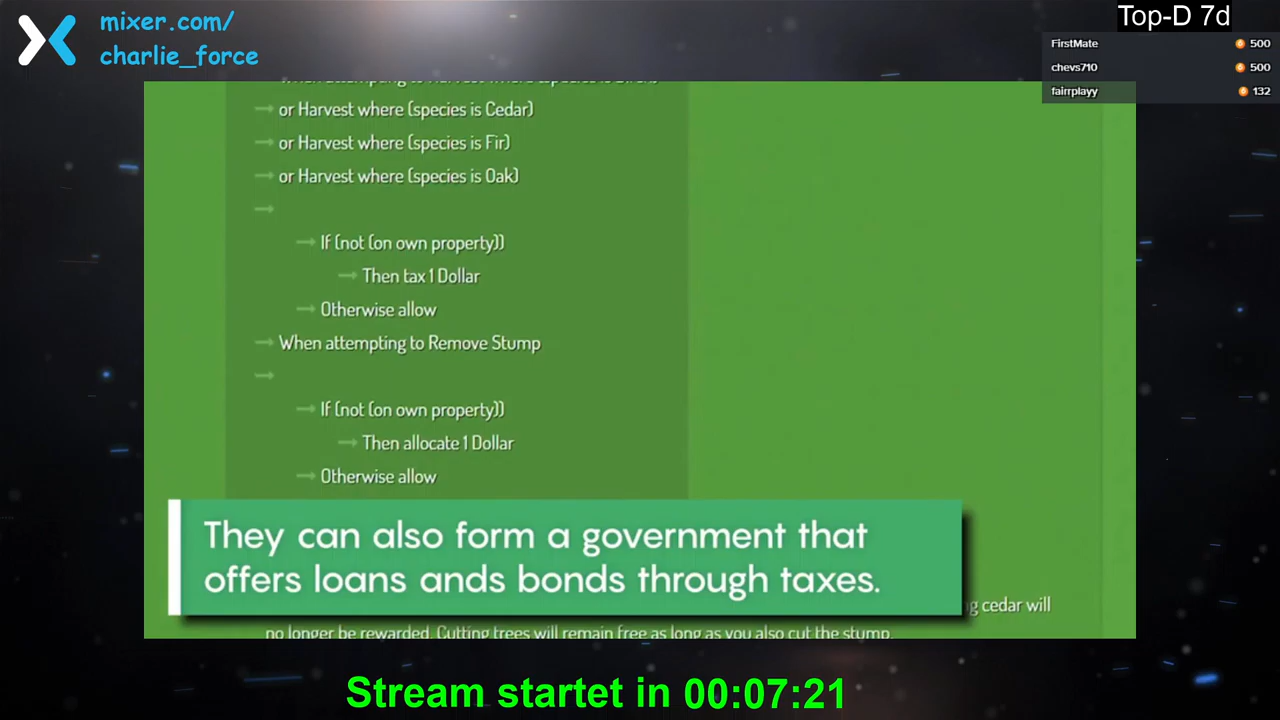 mixer.com/
charlie_force
Top-D 7d
FirstMate 500
chevs710 500
fairrplayy 132
or Harvest where (species is Cedar)
or Harvest where (species is Fir)
or Harvest where (species is Oak)
If (not (on own property))
Then tax 1 Dollar
Otherwise allow
When attempting to Remove Stump
If (not (on own property))
Then allocate 1 Dollar
Otherwise allow
They can also form a government that
offers loans ands bonds through taxes.
cedar will
no longer be rewarded. Cutting trees will remain free as long as you also cut the stump.
Stream startet in 00:07:21